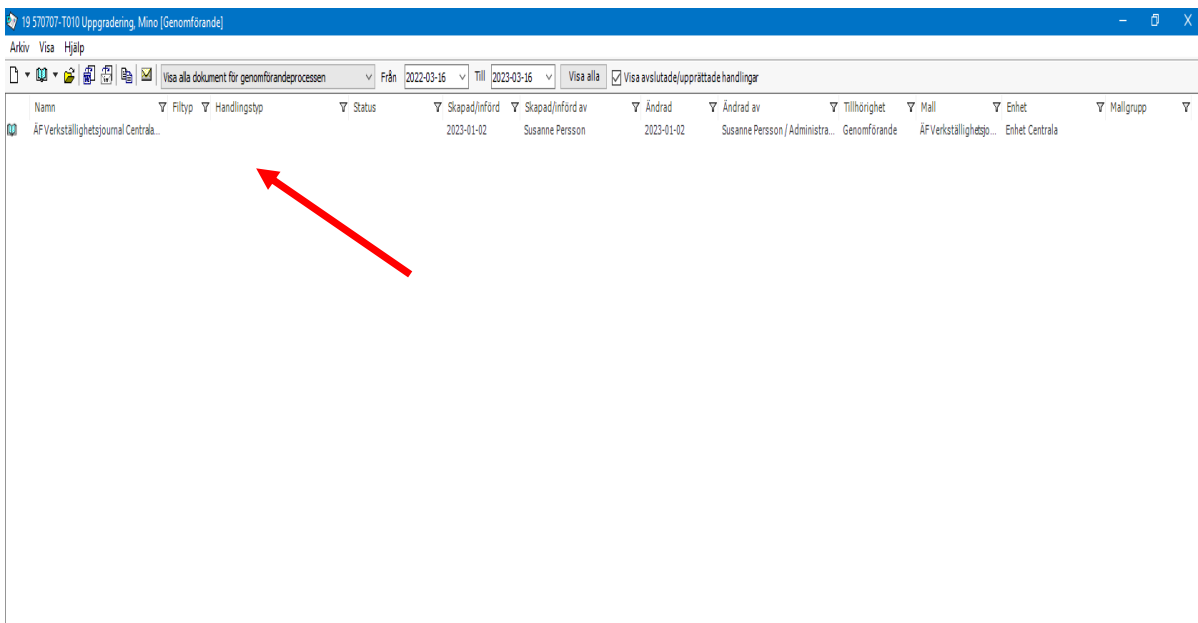 19 570707-T010 Uppgradering, Mino [Genomförande]
Arkiv Visa Hjälp
Visa alla dokument för genomförandeprocessen Från 2022-03-16 Till 2023-03-16 Visa alla Visa avslutade/upprättade handlingar
Namn Filtyp Handlingstyp Status Skapad/införd Skapad/införd av Ändrad Ändrad av Tillhörighet Mall Enhet Mallgrupp
ÄF Verkställighetsjournal Centrala... 2023-01-02 Susanne Persson 2023-01-02 Susanne Persson / Administra... Genomförande ÄF Verkställighetsjo... Enhet Centrala